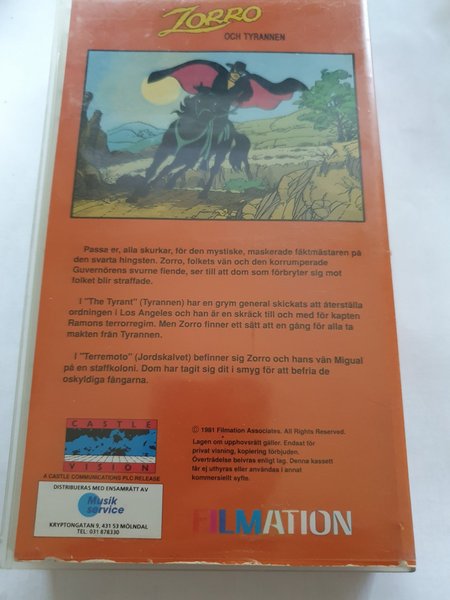 ZORRO
OCH TYRANNEN
Passa er, alla skurkar, för den mystiske, maskerade fäktmästaren på
den svarta hingsten. Zorro, folkets vän och den korrumperade
Guvernörens svurne fiende, ser till att dom som förbryter sig mot
folket blir straffade.
I "The Tyrant" (Tyrannen) har en grym general skickats att återställa
ordningen i Los Angeles och han är en skräck till och med för kapten
Ramons terrorregim. Men Zorro finner ett sätt att en gång för alla ta
makten från Tyrannen.
I "Terremoto" (Jordskalvet) befinner sig Zorro och hans vän Migual
på en staffkoloni. Dom har tagit sig dit i smyg för att befria de
oskyldiga fångarna.
CASTLE
VISION
A CASTLE COMMUNICATIONS PLC RELEASE
DISTRIBUERAS MED ENSAMRÄTT AV
Musik
service
KRYPTONGATAN 9, 431 53 MÖLNDAL
TEL: 031 878330
© 1981 Filmation Associates. All Rights Reserved.
Lagen om upphovsrätt gäller. Endast för
privat visning, kopiering förbjuden.
Överträdelse beivras enligt lag. Denna kassett
får ej uthyras eller användas i annat
kommersiellt syfte.
FILMATION